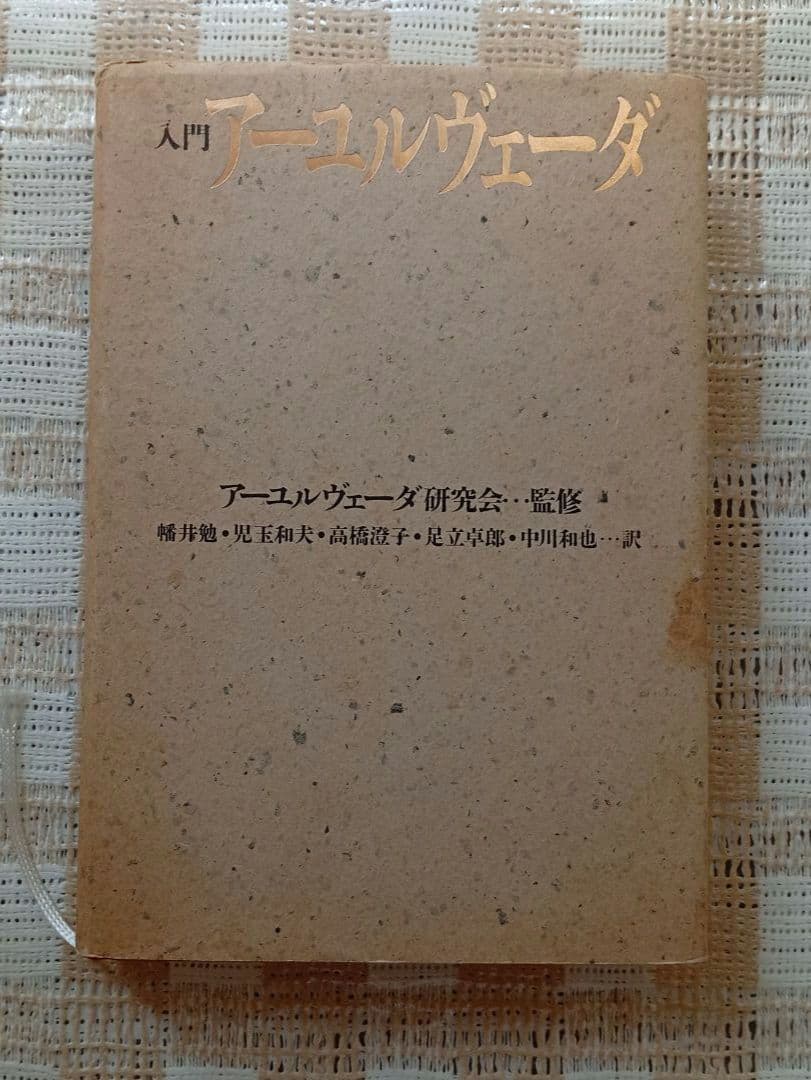 入門 アーユルヴェーダ
アーユルヴェーダ研究会…監修
幡井勉・児玉和夫・高橋澄子・足立卓郎・中川和也…訳